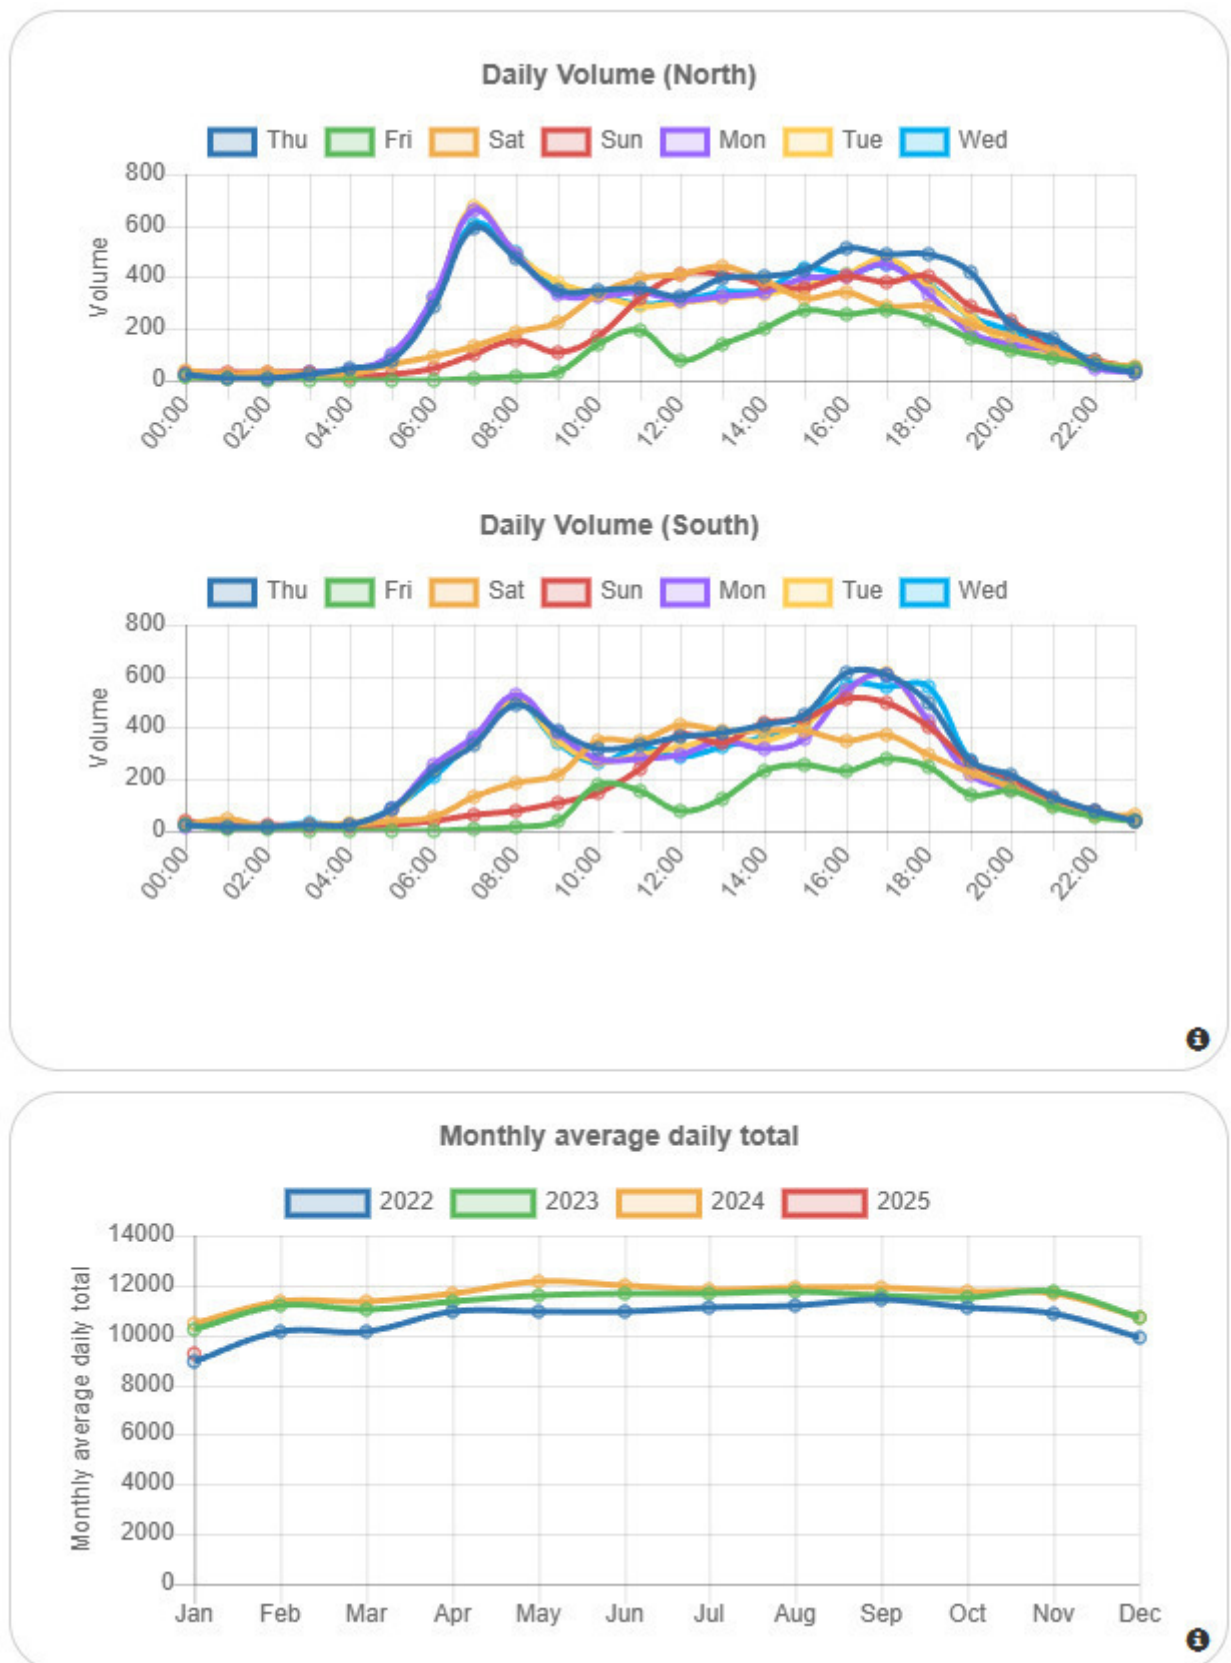 Daily Volume (North)
Thu Fri Sat Sun Mon Tue Wed
800
600
400
200
0
Volume
00:00 02:00 04:00 06:00 08:00 10:00 12:00 14:00 16:00 18:00 20:00 22:00
Daily Volume (South)
Thu Fri Sat Sun Mon Tue Wed
800
600
400
200
0
Volume
00:00 02:00 04:00 06:00 08:00 10:00 12:00 14:00 16:00 18:00 20:00 22:00
Monthly average daily total
2022 2023 2024 2025
14000
12000
10000
8000
6000
4000
2000
0
Monthly average daily total
Jan Feb Mar Apr May Jun Jul Aug Sep Oct Nov Dec